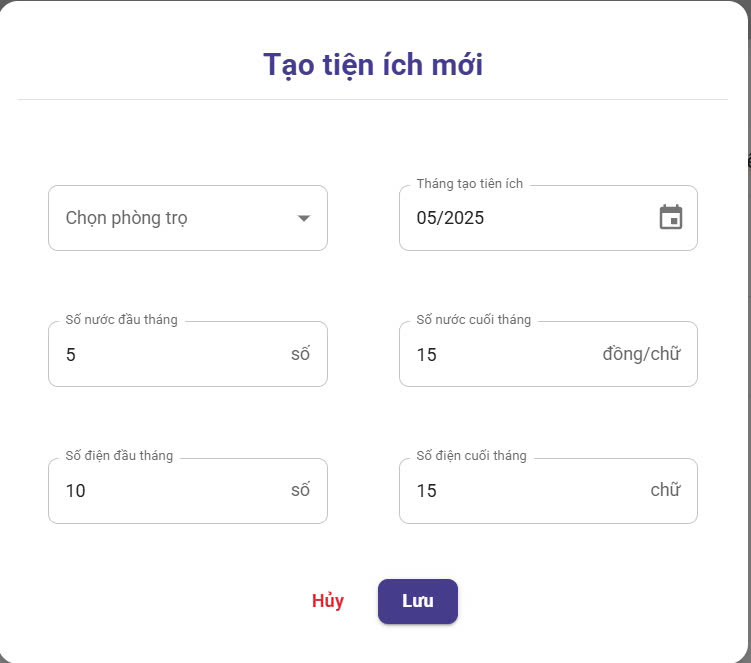 Tạo tiện ích mới
Chọn phòng trọ
Tháng tạo tiên ích
05/2025
Số nước đầu tháng
5 số
Số nước cuối tháng
15 đồng/chữ
Số điện đầu tháng
10 số
Số điện cuối tháng
15 chữ
Hủy Lưu